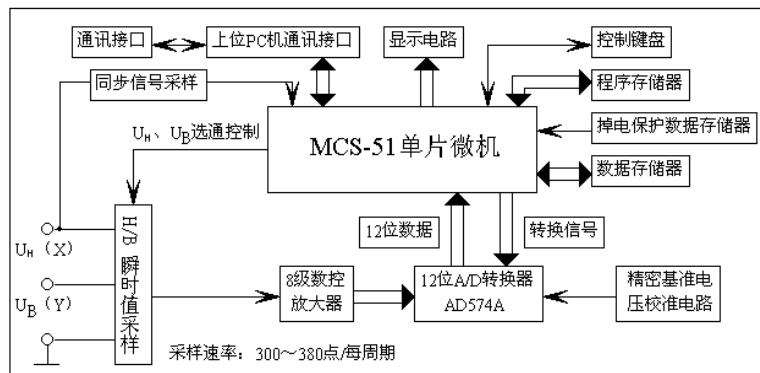 通讯接口
上位PC机通讯接口
显示电路
控制键盘
同步信号采样
程序存储器
UH、UB选通控制
MCS-51单片微机
掉电保护数据存储器
数据存储器
UH (X)
UB (Y)
H/B瞬时值采样
12位数据
转换信号
8级数控
放大器
12位A/D转换器
AD574A
精密基准电
压校准电路
采样速率：300～380点/每周期